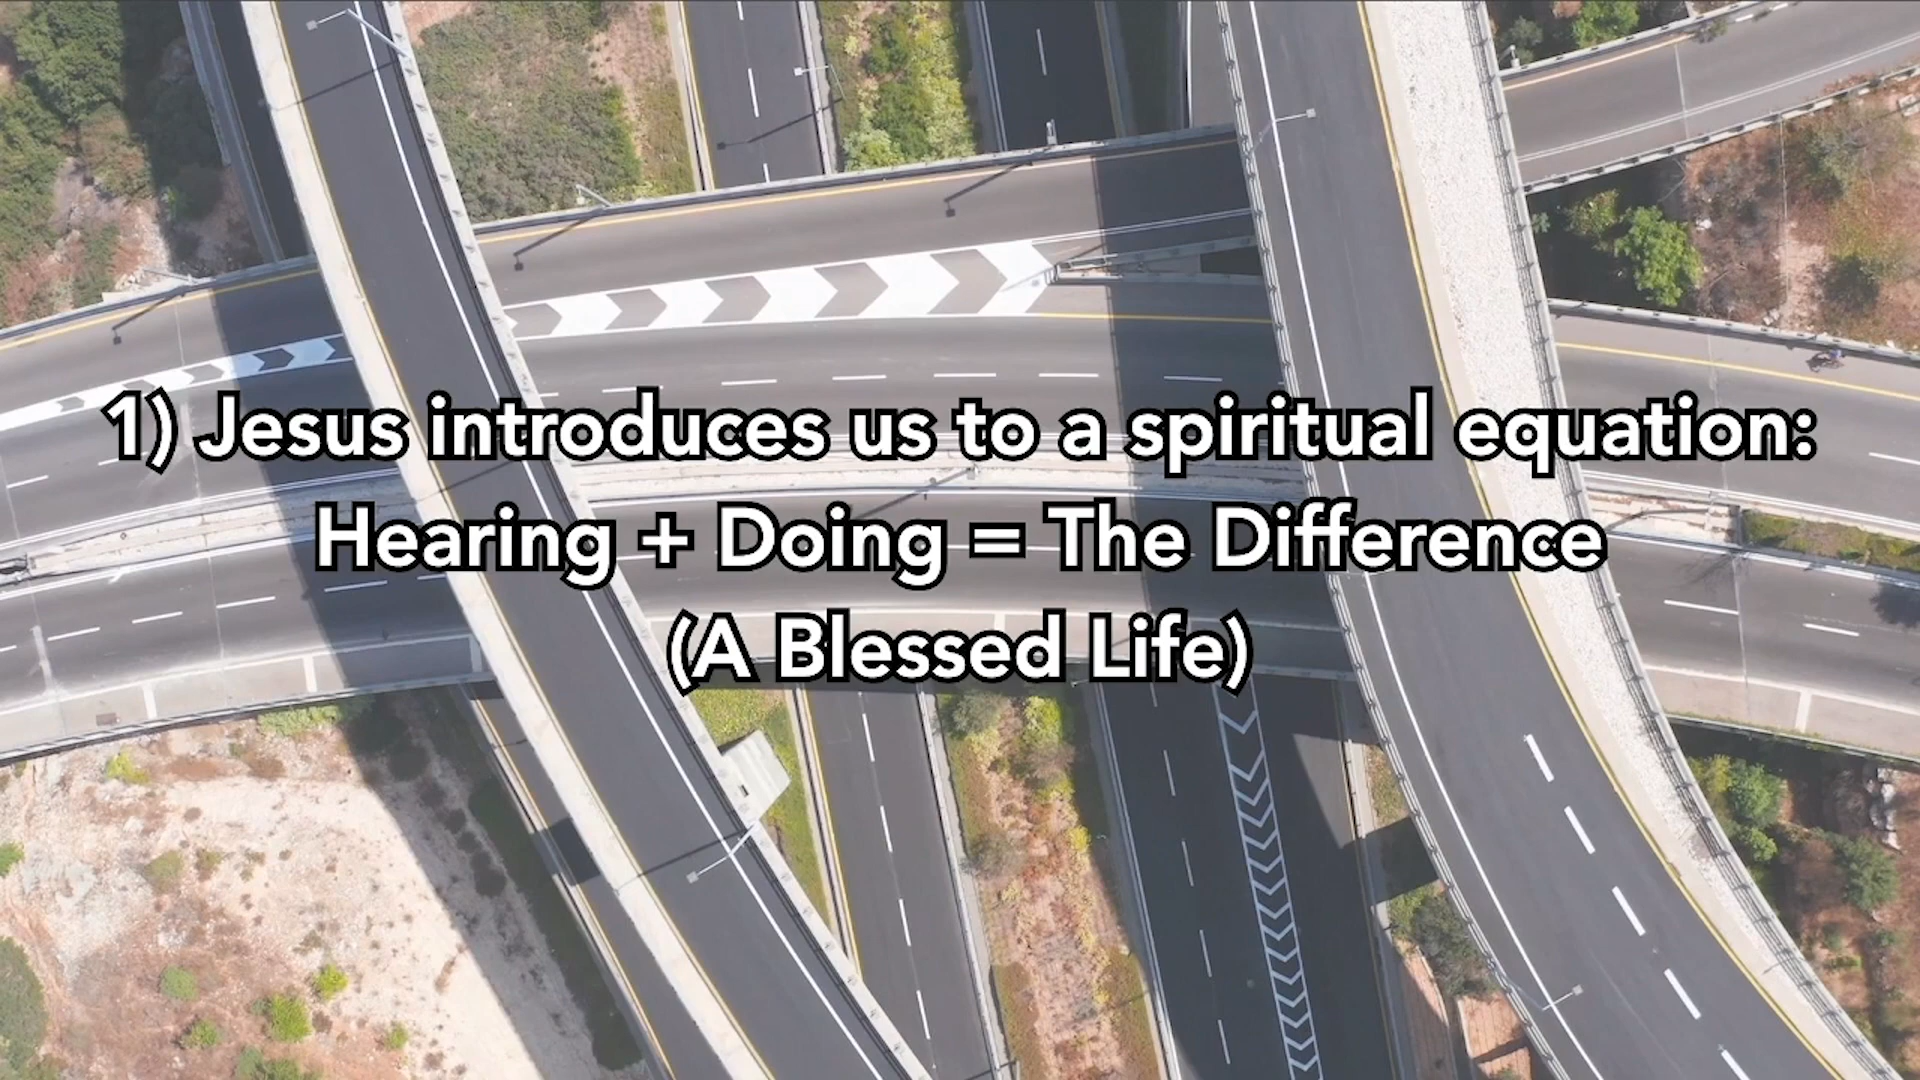 1) Jesus introduces us to a spiritual equation:
Hearing + Doing = The Difference
(A Blessed Life)